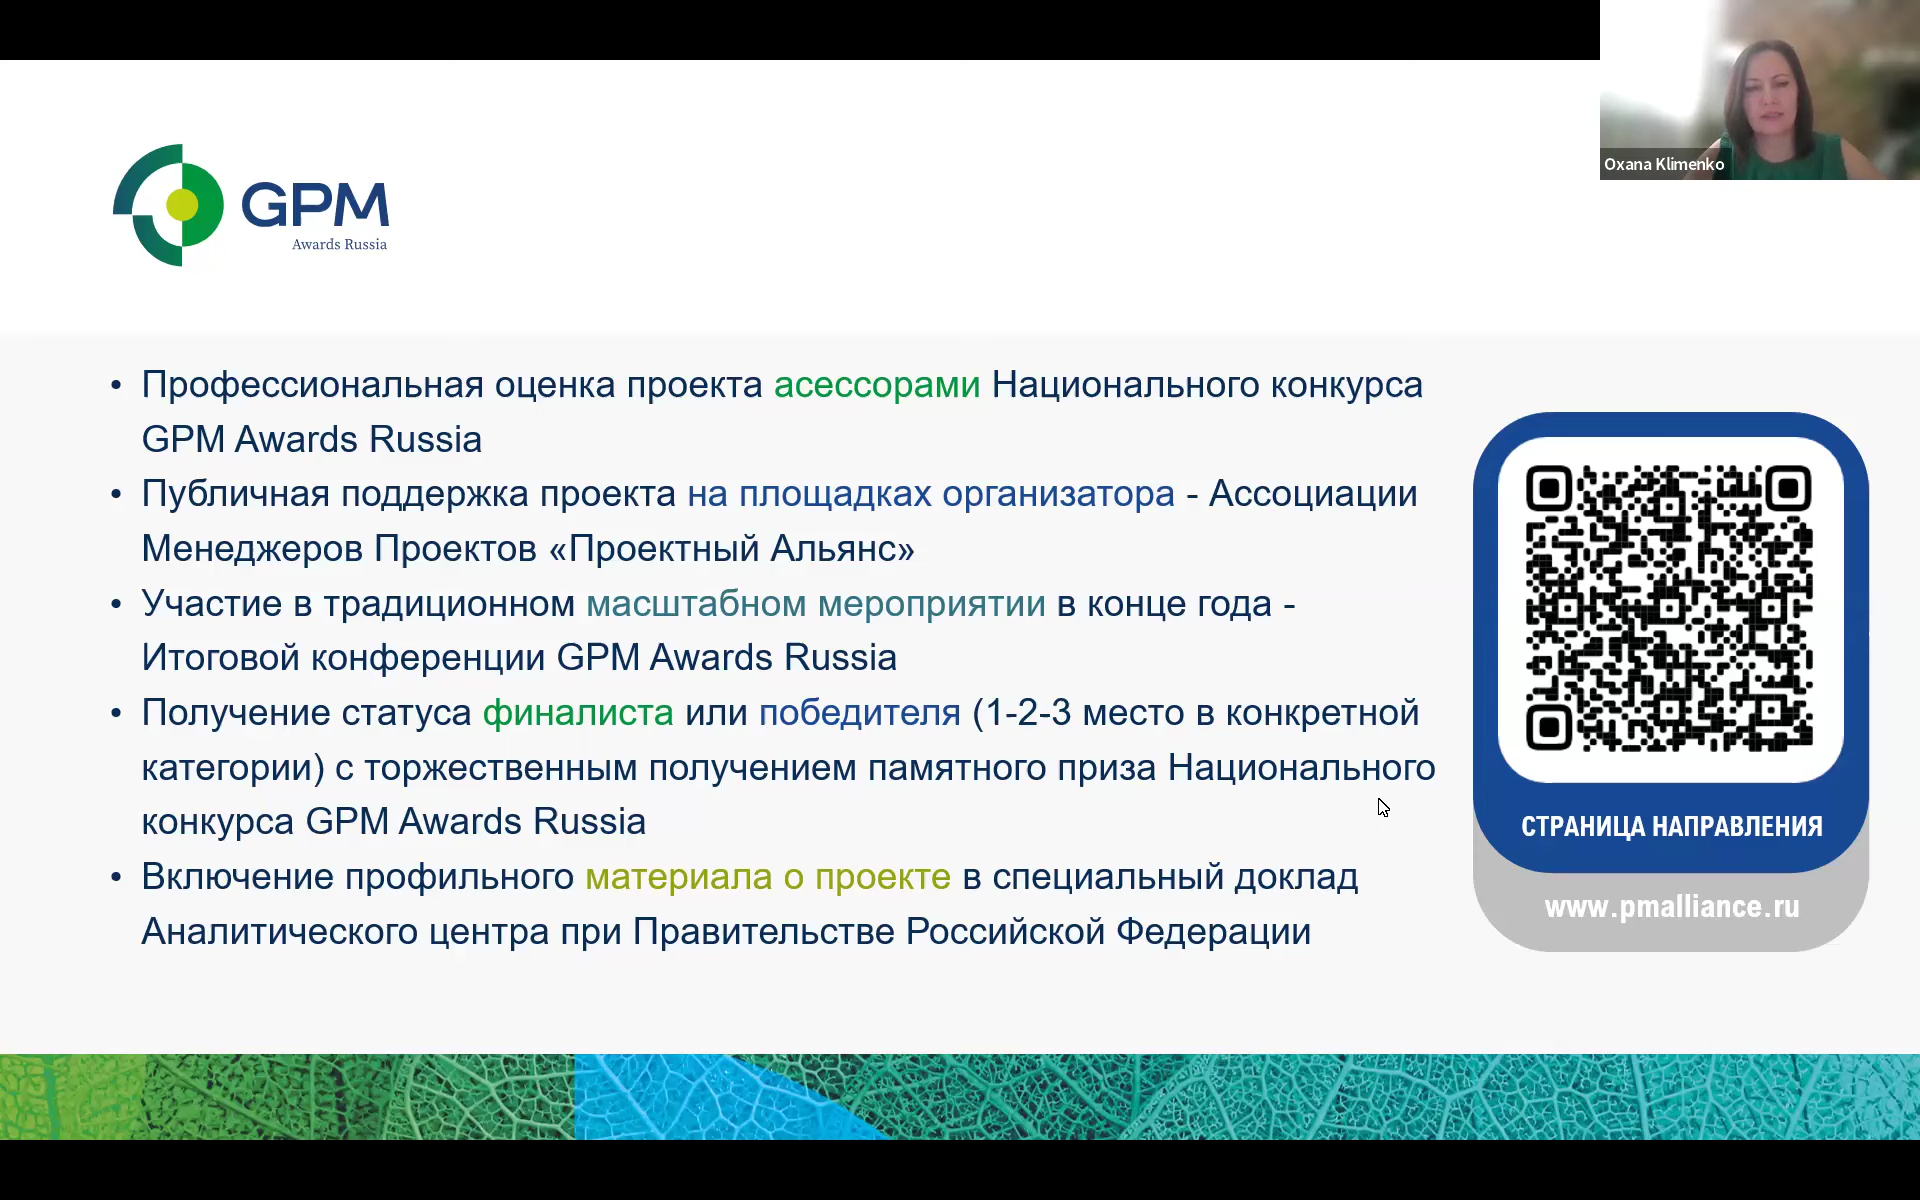 Oxana Klimenko
GPM
Awards Russia
• Профессиональная оценка проекта асессорами Национального конкурса
GPM Awards Russia
• Публичная поддержка проекта на площадках организатора - Ассоциации
Менеджеров Проектов «Проектный Альянс»
• Участие в традиционном масштабном мероприятии в конце года -
Итоговой конференции GPM Awards Russia
• Получение статуса финалиста или победителя (1-2-3 место в конкретной
категории) с торжественным получением памятного приза Национального
конкурса GPM Awards Russia
• Включение профильного материала о проекте в специальный доклад
Аналитического центра при Правительстве Российской Федерации
СТРАНИЦА НАПРАВЛЕНИЯ
www.pmalliance.ru